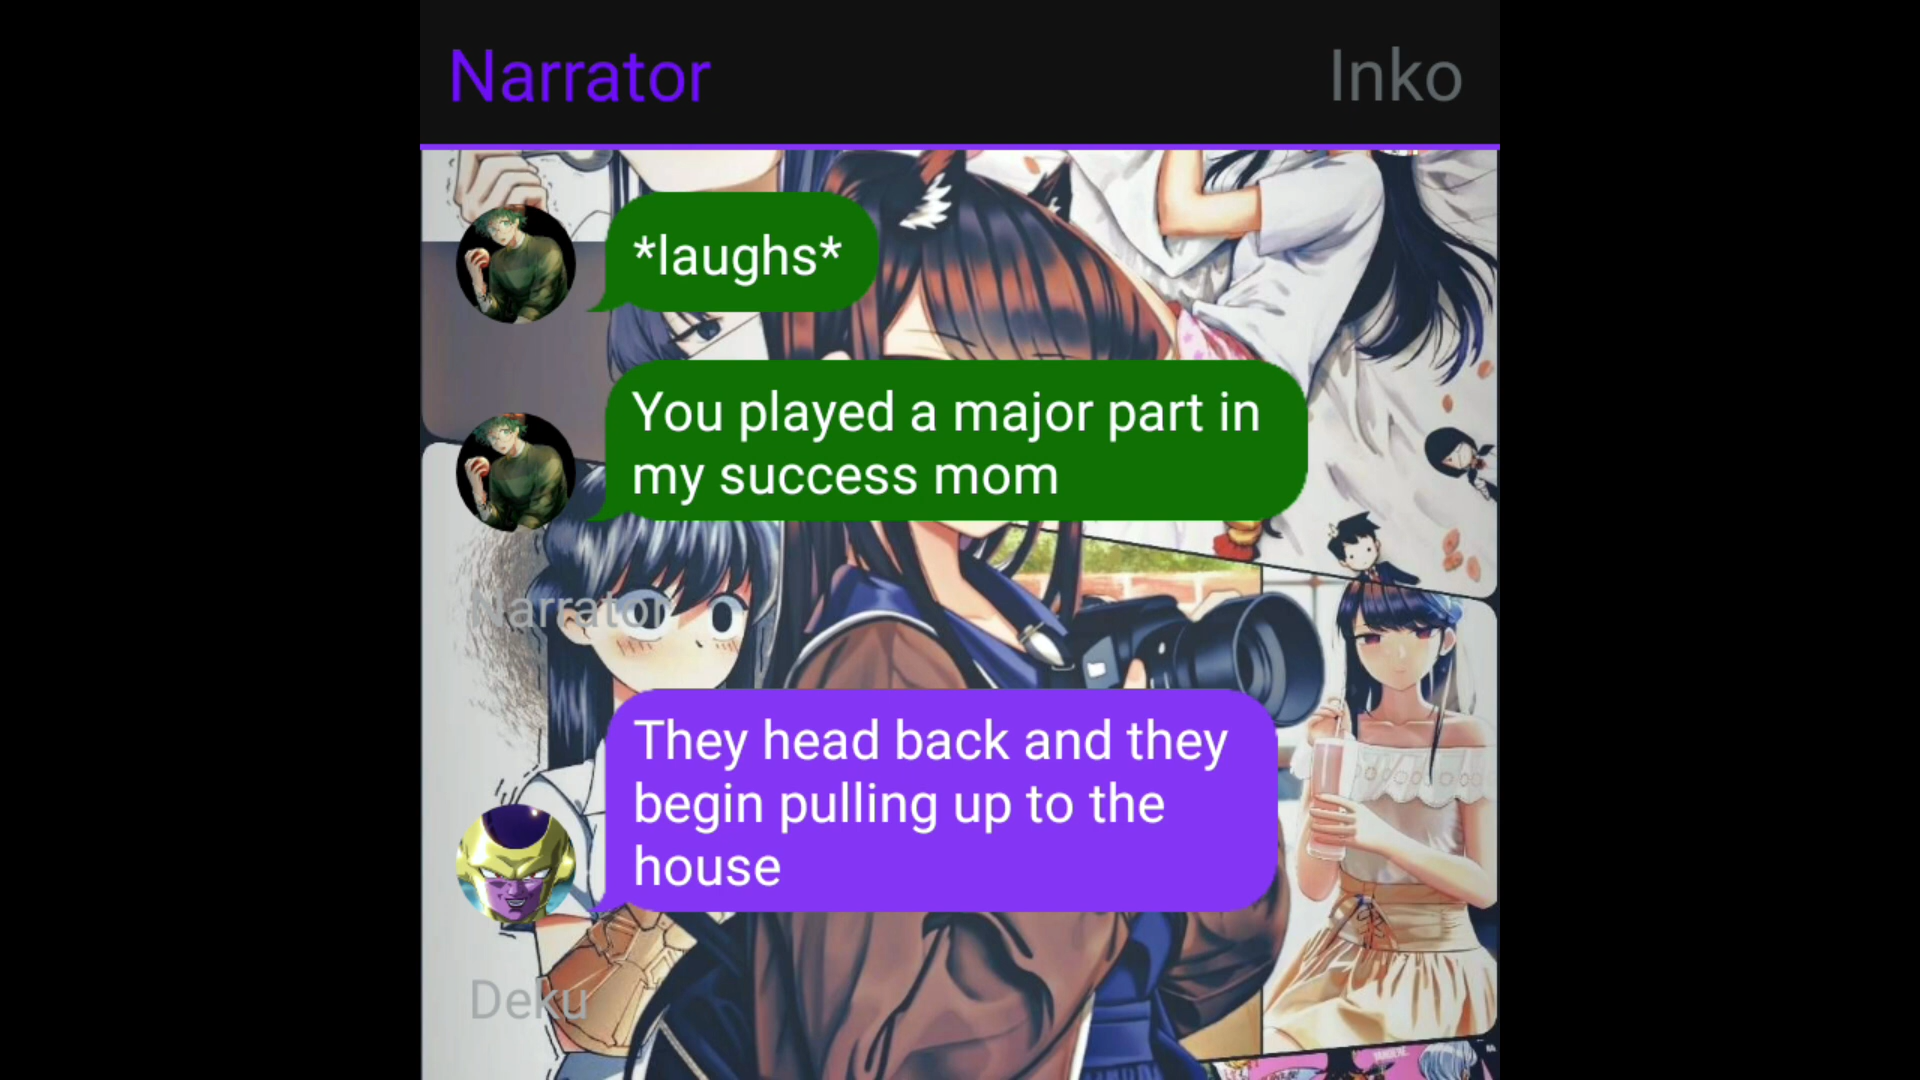 Narrator
Inko
*laughs*
You played a major part in
my success mom
Narrator
They head back and they
begin pulling up to the
house
Deku